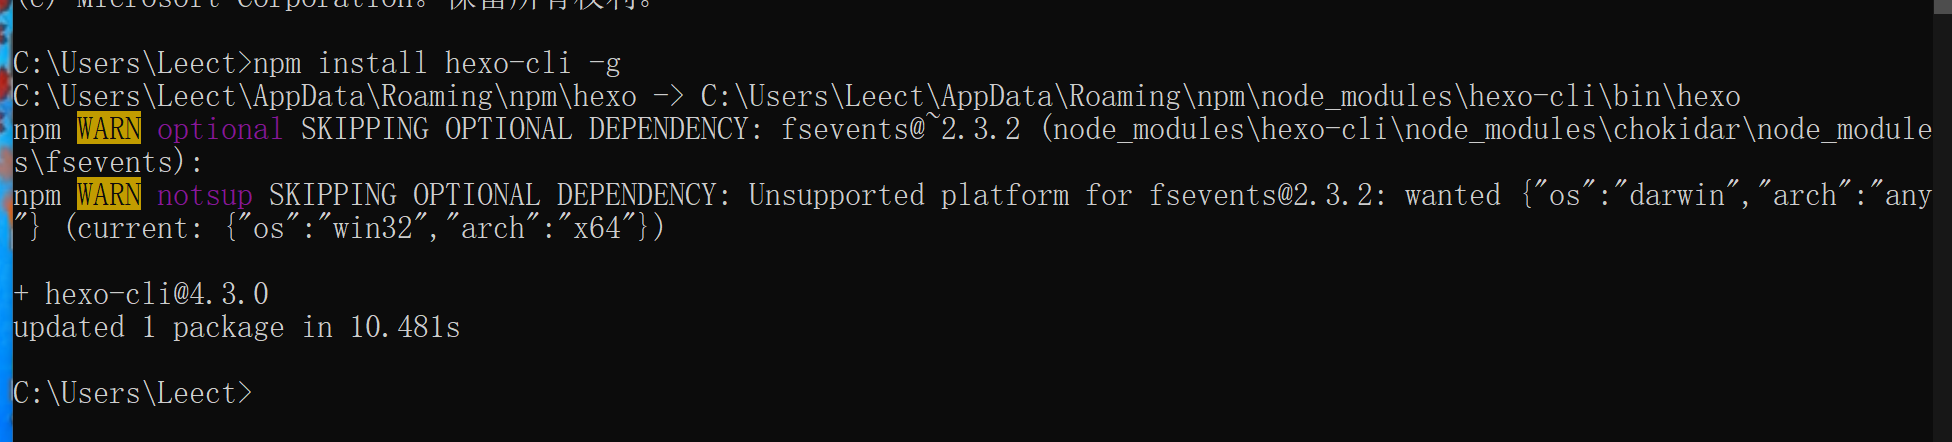 (c) Microsoft Corporation。保留所有权利。
C:\Users\Leect>npm install hexo-cli -g
C:\Users\Leect\AppData\Roaming\npm\hexo -> C:\Users\Leect\AppData\Roaming\npm\node_modules\hexo-cli\bin\hexo
npm WARN optional SKIPPING OPTIONAL DEPENDENCY: fsevents@~2.3.2 (node_modules\hexo-cli\node_modules\chokidar\node_module
s\fsevents):
npm WARN notsup SKIPPING OPTIONAL DEPENDENCY: Unsupported platform for fsevents@2.3.2: wanted {"os":"darwin","arch":"any
"} (current: {"os":"win32","arch":"x64"})
+ hexo-cli@4.3.0
updated 1 package in 10.481s
C:\Users\Leect>